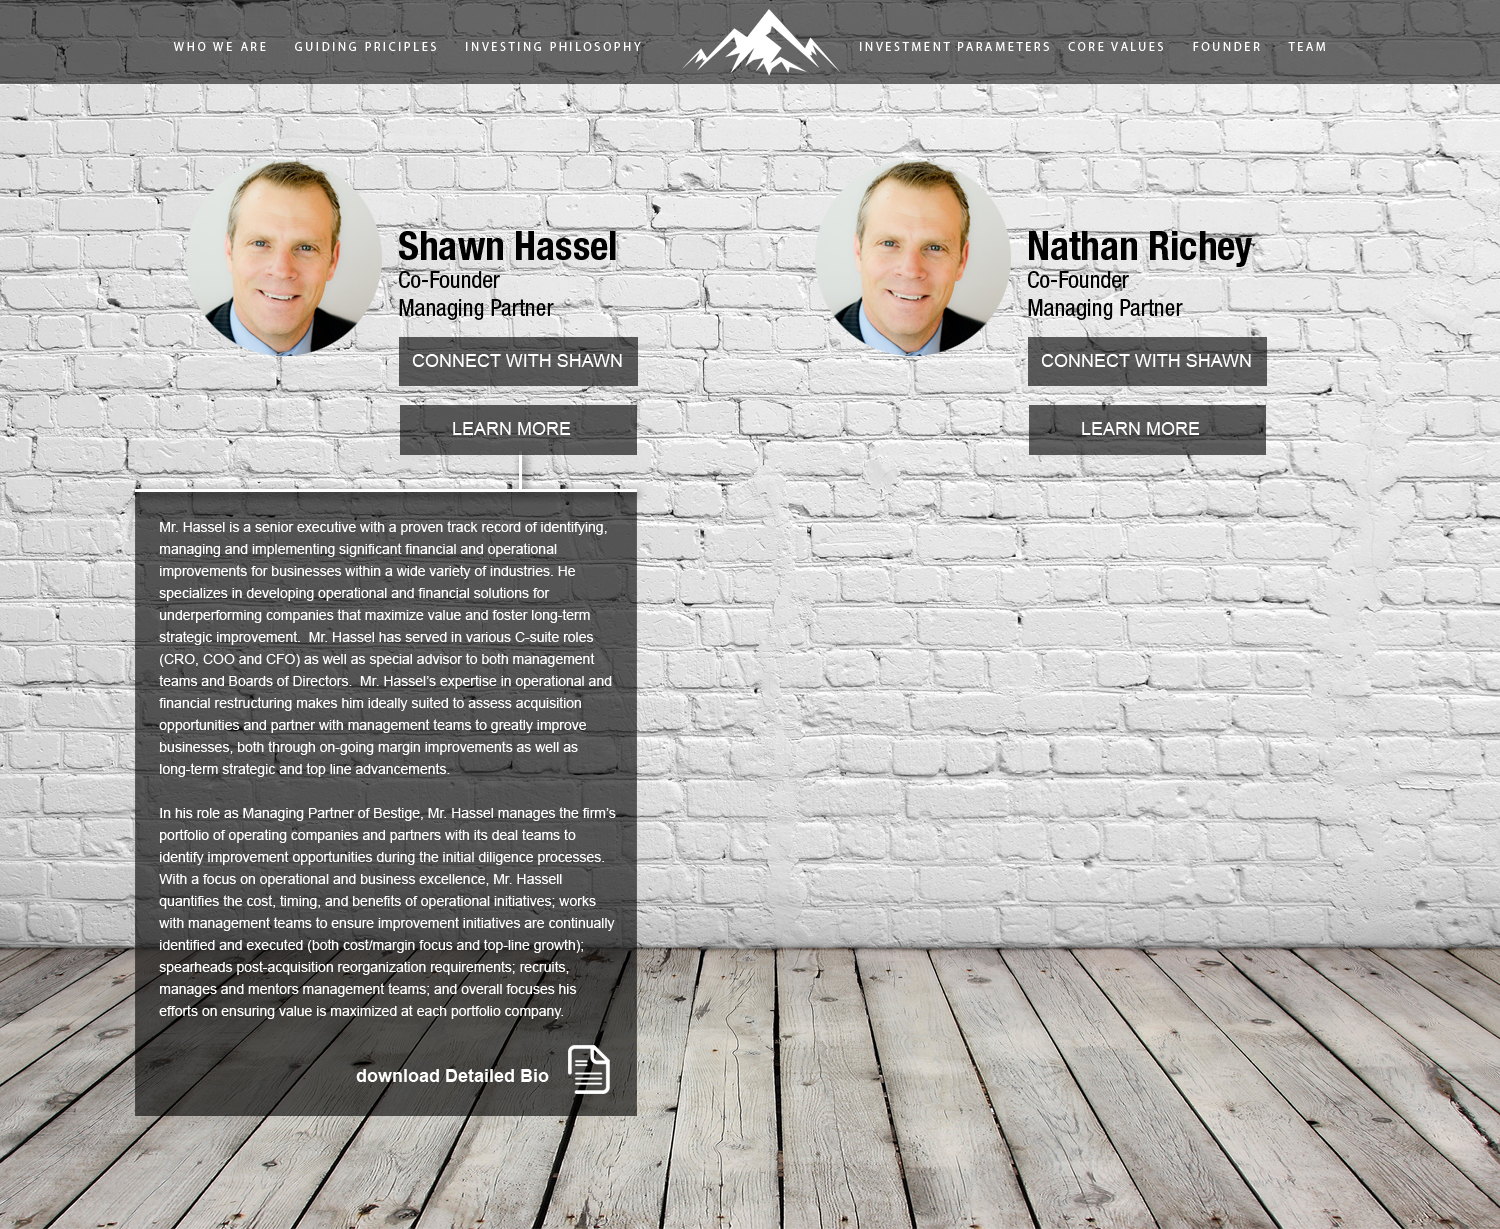 WHO WE ARE GUIDING PRICIPLES INVESTING PHILOSOPHY INVESTMENT PARAMETERS CORE VALUES FOUNDER TEAM
Shawn Hassel
Co-Founder
Managing Partner
CONNECT WITH SHAWN
LEARN MORE
Nathan Richey
Co-Founder
Managing Partner
CONNECT WITH SHAWN
LEARN MORE
Mr. Hassel is a senior executive with a proven track record of identifying,
managing and implementing significant financial and operational
improvements for businesses within a wide variety of industries. He
specializes in developing operational and financial solutions for
underperforming companies that maximize value and foster long-term
strategic improvement.  Mr. Hassel has served in various C-suite roles
(CRO, COO and CFO) as well as special advisor to both management
teams and Boards of Directors.  Mr. Hassel’s expertise in operational and
financial restructuring makes him ideally suited to assess acquisition
opportunities and partner with management teams to greatly improve
businesses, both through on-going margin improvements as well as
long-term strategic and top line advancements.
In his role as Managing Partner of Bestige, Mr. Hassel manages the firm’s
portfolio of operating companies and partners with its deal teams to
identify improvement opportunities during the initial diligence processes.
With a focus on operational and business excellence, Mr. Hassell
quantifies the cost, timing, and benefits of operational initiatives; works
with management teams to ensure improvement initiatives are continually
identified and executed (both cost/margin focus and top-line growth);
spearheads post-acquisition reorganization requirements; recruits,
manages and mentors management teams; and overall focuses his
efforts on ensuring value is maximized at each portfolio company.
download Detailed Bio